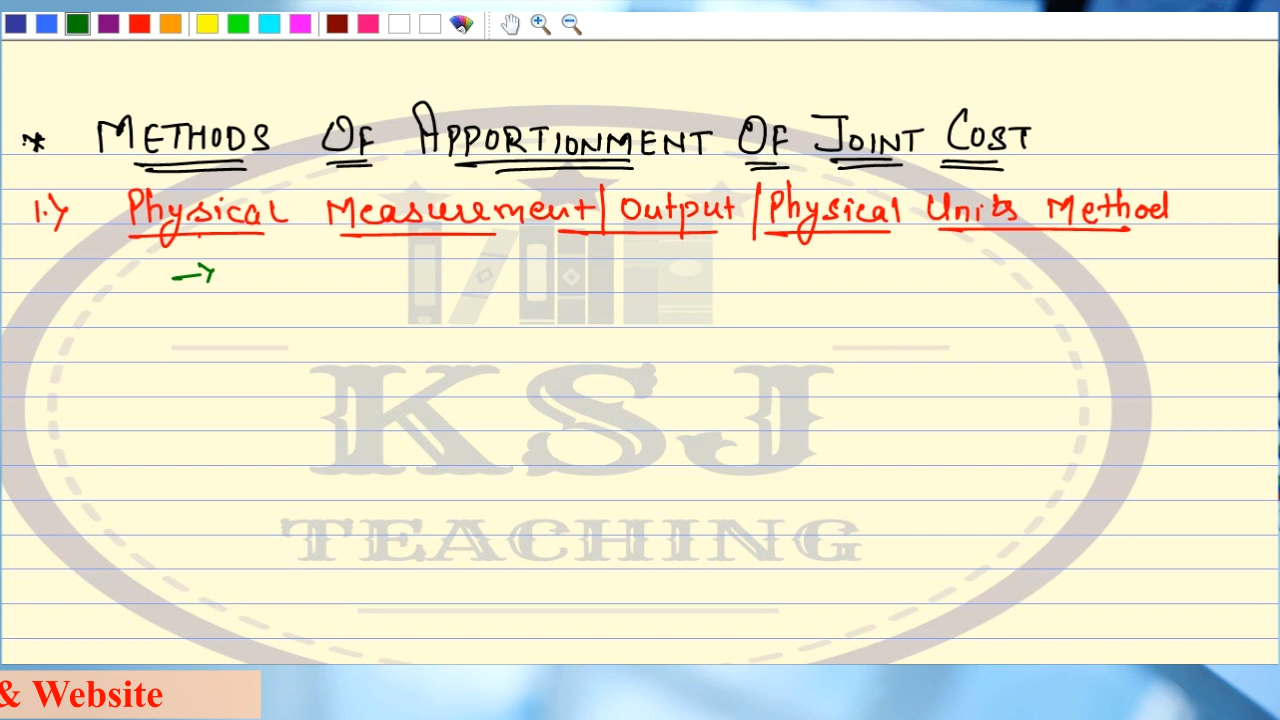 * METHODS OF APPORTIONMENT OF JOINT COST
1.) Physical Measurement/Output/Physical Units Method
→
KSJ
TEACHING
& Website